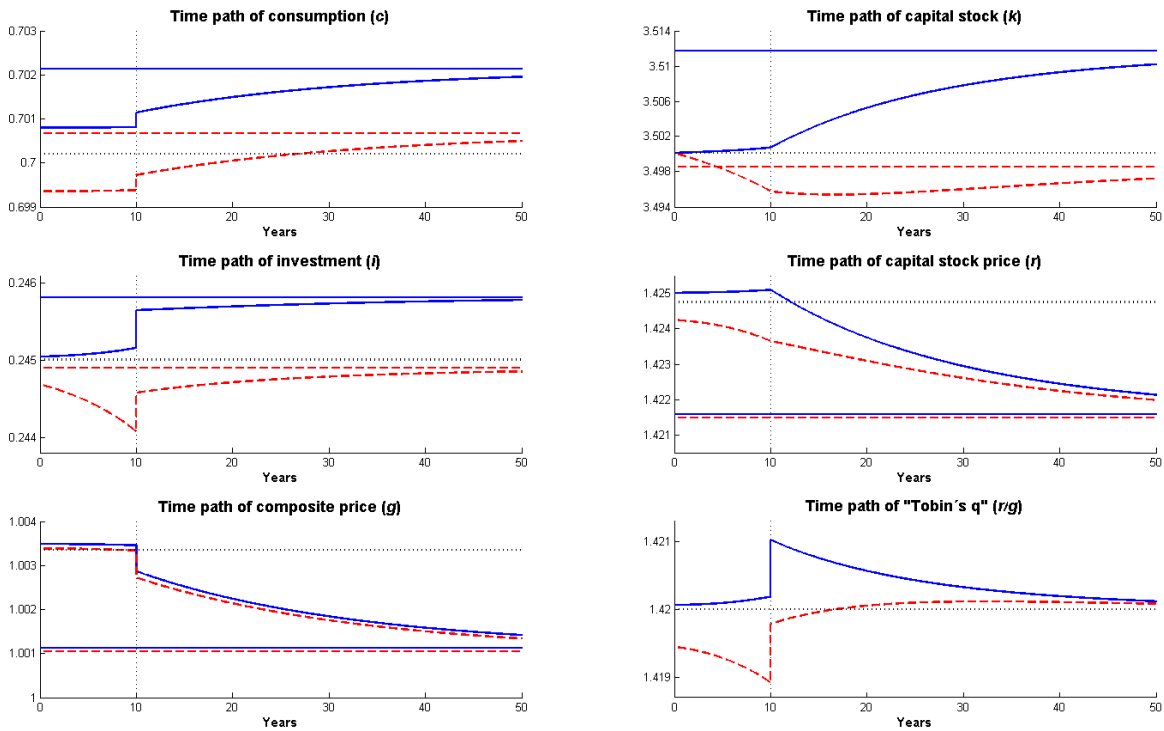 Time path of consumption (c)
0.703
0.702
0.701
0.7
0.699
0 10 20 30 40 50
Years
Time path of capital stock (k)
3.514
3.51
3.506
3.502
3.498
3.494
0 10 20 30 40 50
Years
Time path of investment (i)
0.246
0.245
0.244
0 10 20 30 40 50
Years
Time path of capital stock price (r)
1.425
1.424
1.423
1.422
1.421
0 10 20 30 40 50
Years
Time path of composite price (g)
1.004
1.003
1.002
1.001
1
0 10 20 30 40 50
Years
Time path of "Tobin´s q" (r/g)
1.421
1.42
1.419
0 10 20 30 40 50
Years